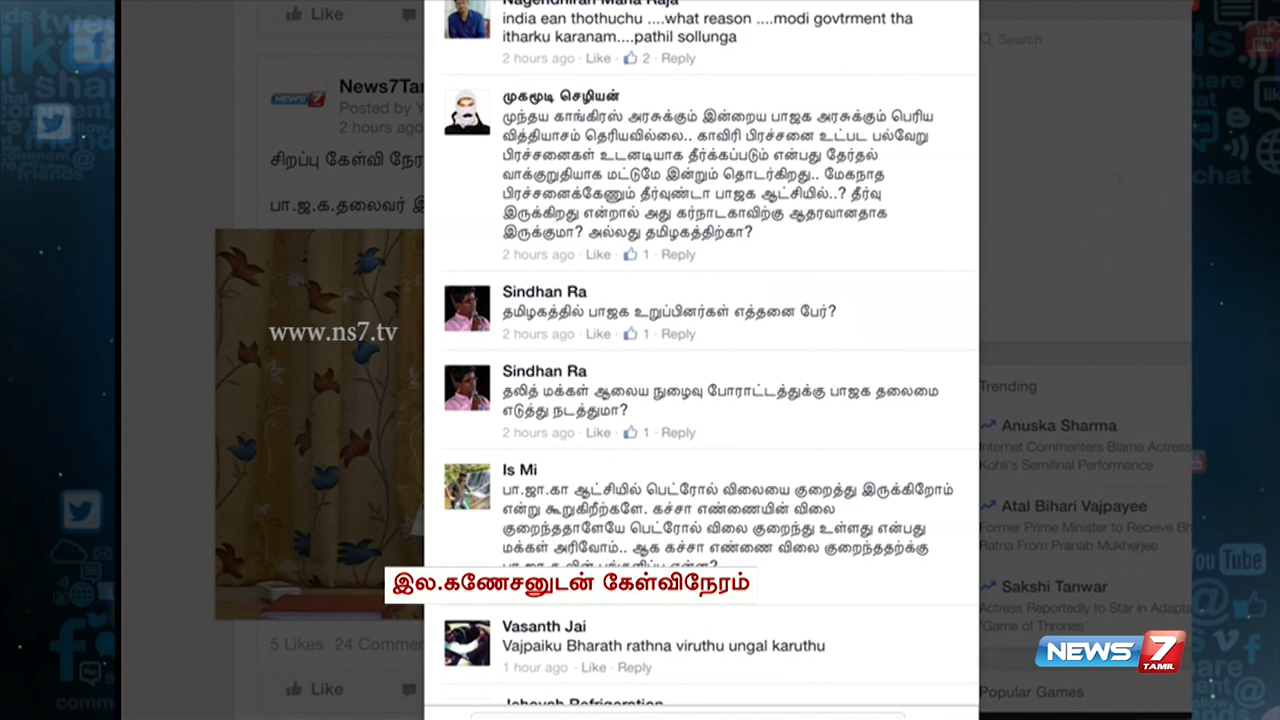 Like
News7Ta
Posted by Y
2 hours ago
சிறப்பு கேள்வி நேர
பா.ஜ.க.தலைவர் இ
www.ns7.tv
5 Likes 24 Commen
Like
Nagendhiran Maha Raja
india ean thothuchu ....what reason ....modi govtrment tha
itharku karanam....pathil sollunga
2 hours ago · Like · 2 · Reply
முகமூடி செழியன்
முந்தய காங்கிரஸ் அரசுக்கும் இன்றைய பாஜக அரசுக்கும் பெரிய
வித்தியாசம் தெரியவில்லை.. காவிரி பிரச்சனை உட்பட பல்வேறு
பிரச்சனைகள் உடனடியாக தீர்க்கப்படும் என்பது தேர்தல்
வாக்குறுதியாக மட்டுமே இன்றும் தொடர்கிறது.. மேகநாத
பிரச்சனைக்கேணும் தீர்வுண்டா பாஜக ஆட்சியில்..? தீர்வு
இருக்கிறது என்றால் அது கர்நாடகாவிற்கு ஆதரவானதாக
இருக்குமா? அல்லது தமிழகத்திற்கா?
2 hours ago · Like · 1 · Reply
Sindhan Ra
தமிழகத்தில் பாஜக உறுப்பினர்கள் எத்தனை பேர்?
2 hours ago · Like · 1 · Reply
Sindhan Ra
தலித் மக்கள் ஆலைய நுழைவு போராட்டத்துக்கு பாஜக தலைமை
எடுத்து நடத்துமா?
2 hours ago · Like · 1 · Reply
Is Mi
பா.ஜா.கா ஆட்சியில் பெட்ரோல் விலையை குறைத்து இருக்கிறோம்
என்று கூறுகிறீற்களே. கச்சா எண்ணையின் விலை
குறைந்ததாளேயே பெட்ரோல் விலை குறைந்து உள்ளது என்பது
மக்கள் அரிவோம்.. ஆக கச்சா எண்ணை விலை குறைந்ததற்க்கு
இல.கணேசனுடன் கேள்விநேரம்
Vasanth Jai
Vajpaiku Bharath rathna viruthu ungal karuthu
1 hour ago · Like · Reply
Jehovah Refrigeration
Search
Trending
Anuska Sharma
Internet Commenters Blame Actress
Kohli's Semifinal Performance
Atal Bihari Vajpayee
Former Prime Minister to Receive Bh
Ratna From Pranab Mukherjee
Sakshi Tanwar
Actress Reportedly to Star in Adapta
'Game of Thrones'
Popular Games
NEWS 7
TAMIL